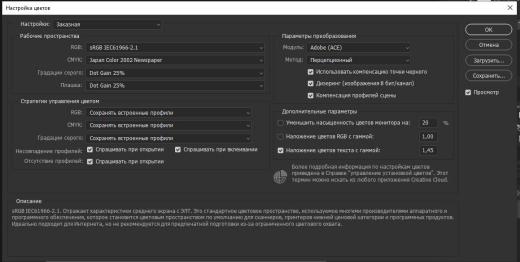 Настройка цветов
Настройки: Заказная
Рабочие пространства
RGB: sRGB IEC61966-2.1
CMYK: Japan Color 2002 Newspaper
Градации серого: Dot Gain 25%
Плашка: Dot Gain 25%
Стратегии управления цветом
RGB: Сохранять встроенные профили
CMYK: Сохранять встроенные профили
Градации серого: Сохранять встроенные профили
Несовпадение профилей: Спрашивать при открытии Спрашивать при вклеивании
Отсутствие профилей: Спрашивать при открытии
Параметры преобразования
Модуль: Adobe (ACE)
Метод: Перцепционный
Использовать компенсацию точки черного
Дизеринг (изображения 8 бит/канал)
Компенсация профилей сцены
Дополнительные параметры
Уменьшить насыщенность цветов монитора на: 20 %
Наложение цветов RGB с гаммой: 1,00
Наложение цветов текста с гаммой: 1,45
Более подробная информация по настройкам цветов
приведена в Справке "управление установкой цветов". Этот
термин можно искать из любого приложения Creative Cloud.
OK
Отмена
Загрузить...
Сохранить...
Просмотр
Описание
sRGB IEC61966-2.1. Отражает характеристики среднего экрана с ЭЛТ. Это стандартное цветовое пространство, используемое многими производителями аппаратного и
программного обеспечения, которое становится цветовым пространством по умолчанию для сканнеров, принтеров нижней ценовой категории и программных продуктов.
Идеально подходит для Интернета, но не рекомендуется для предпечатной подготовки из-за ограниченного цветового охвата.